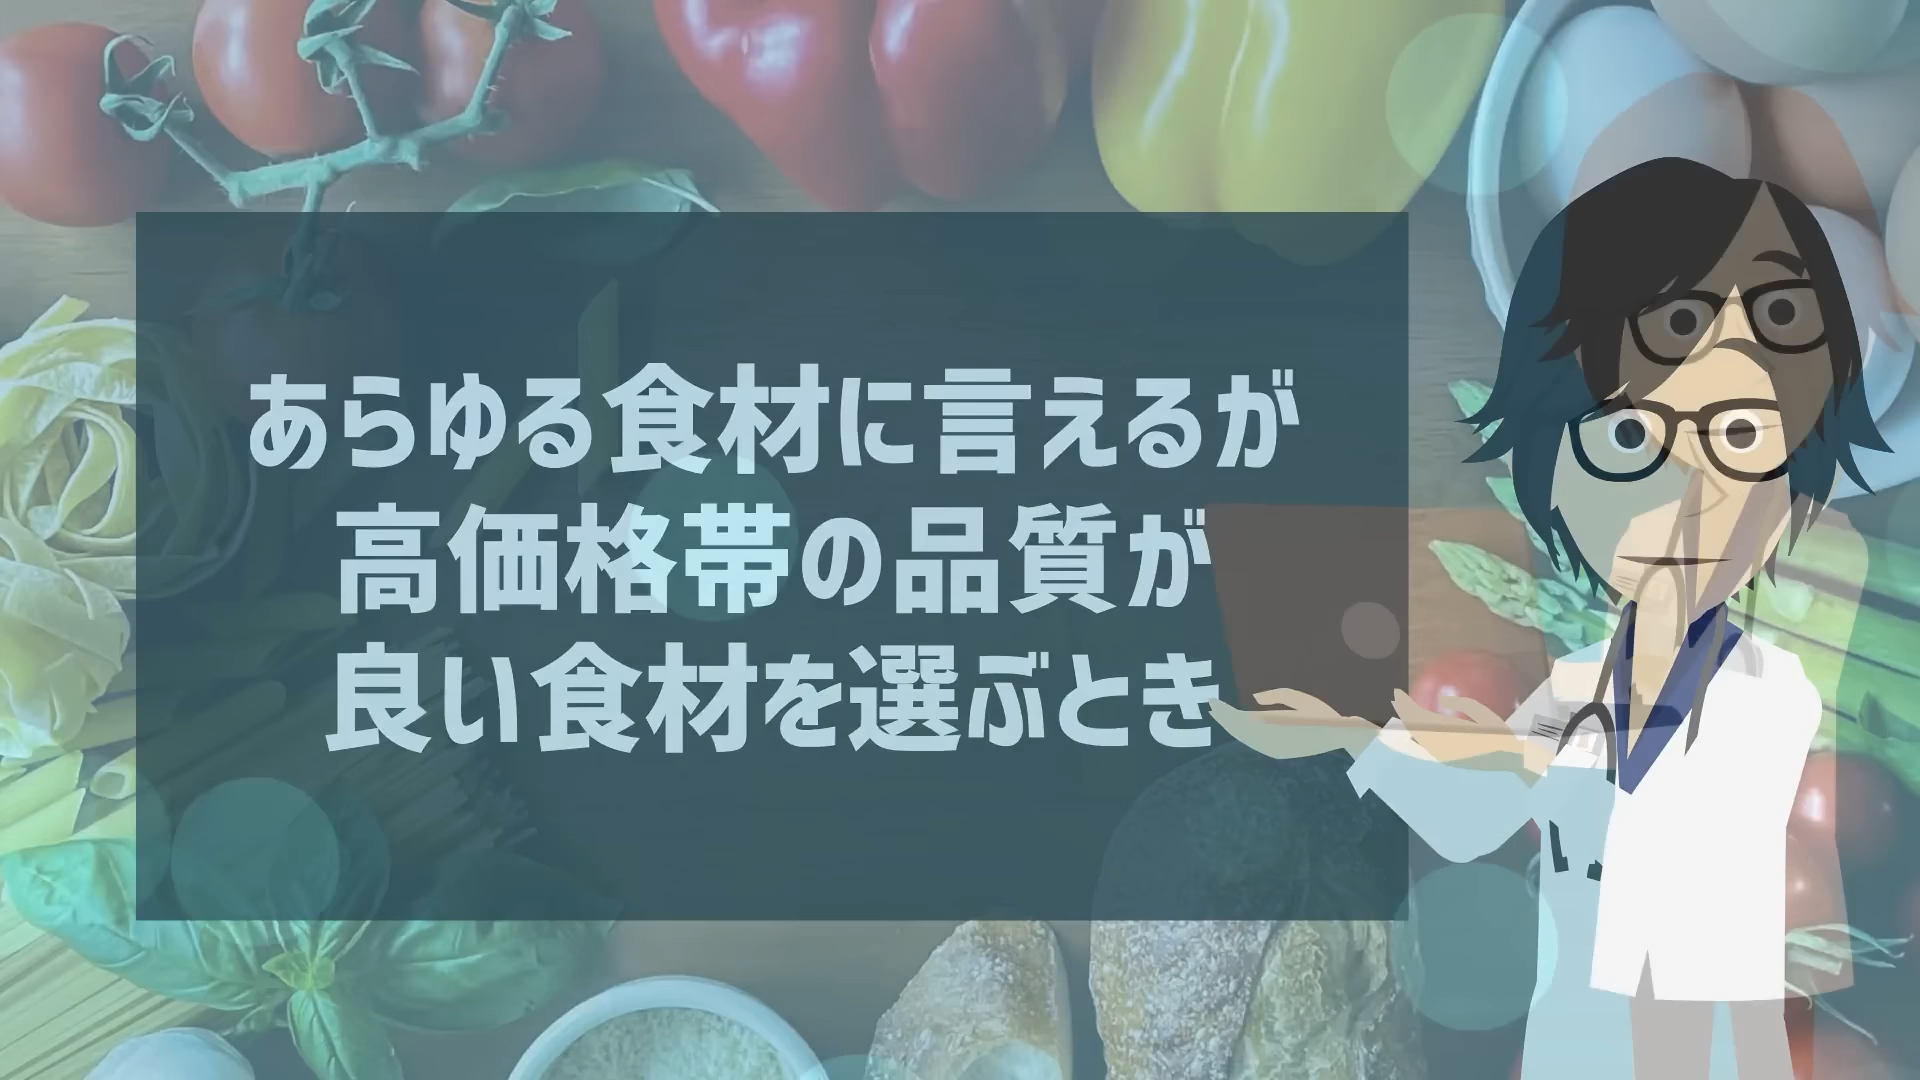 あらゆる食材に言えるが
高価格帯の品質が
良い食材を選ぶとき